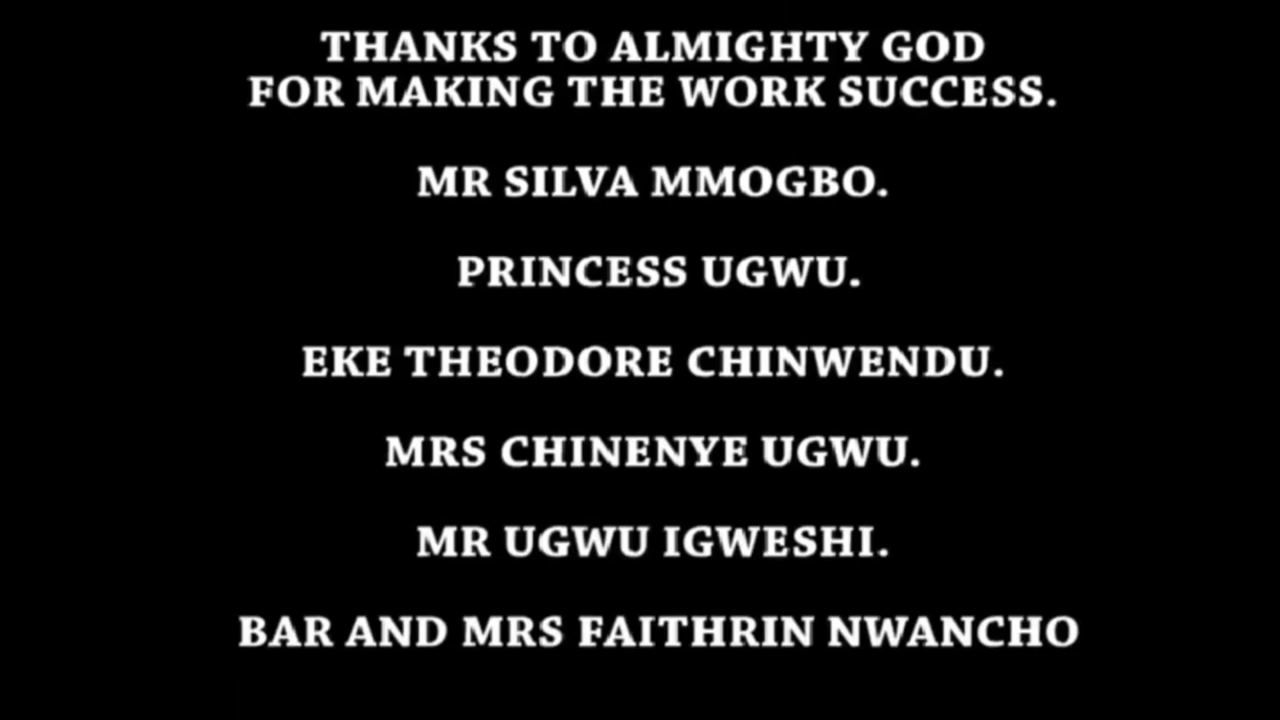 THANKS TO ALMIGHTY GOD
FOR MAKING THE WORK SUCCESS.
MR SILVA MMOGBO.
PRINCESS UGWU.
EKE THEODORE CHINWENDU.
MRS CHINENYE UGWU.
MR UGWU IGWESHI.
BAR AND MRS FAITHRIN NWANCHO